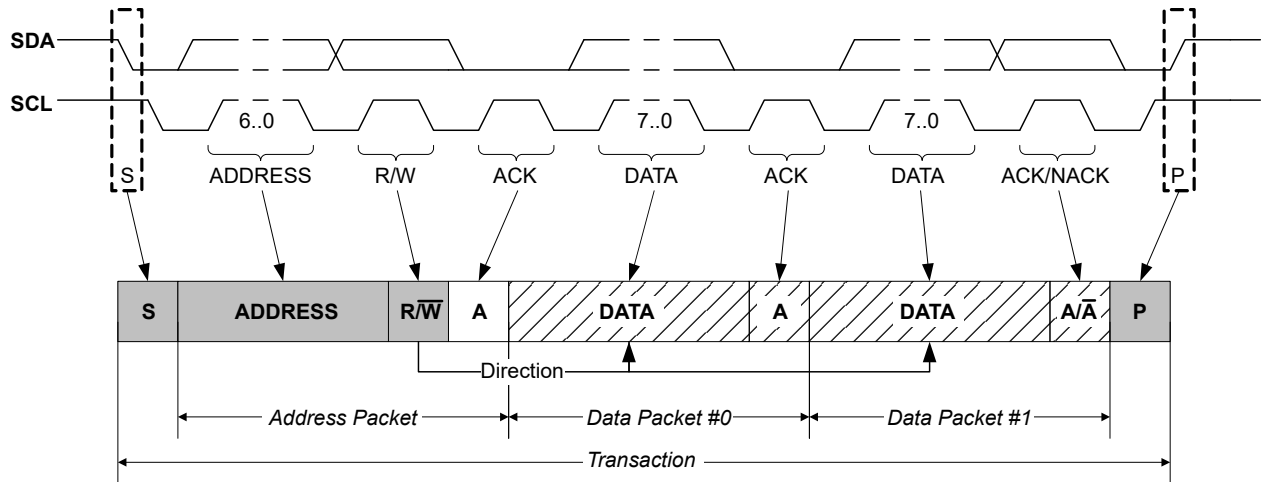 SDA
SCL
6..0 7..0 7..0
S ADDRESS R/W ACK DATA ACK DATA ACK/NACK P
S ADDRESS R/W̅ A DATA A DATA A/A̅ P
Direction
Address Packet Data Packet #0 Data Packet #1
Transaction